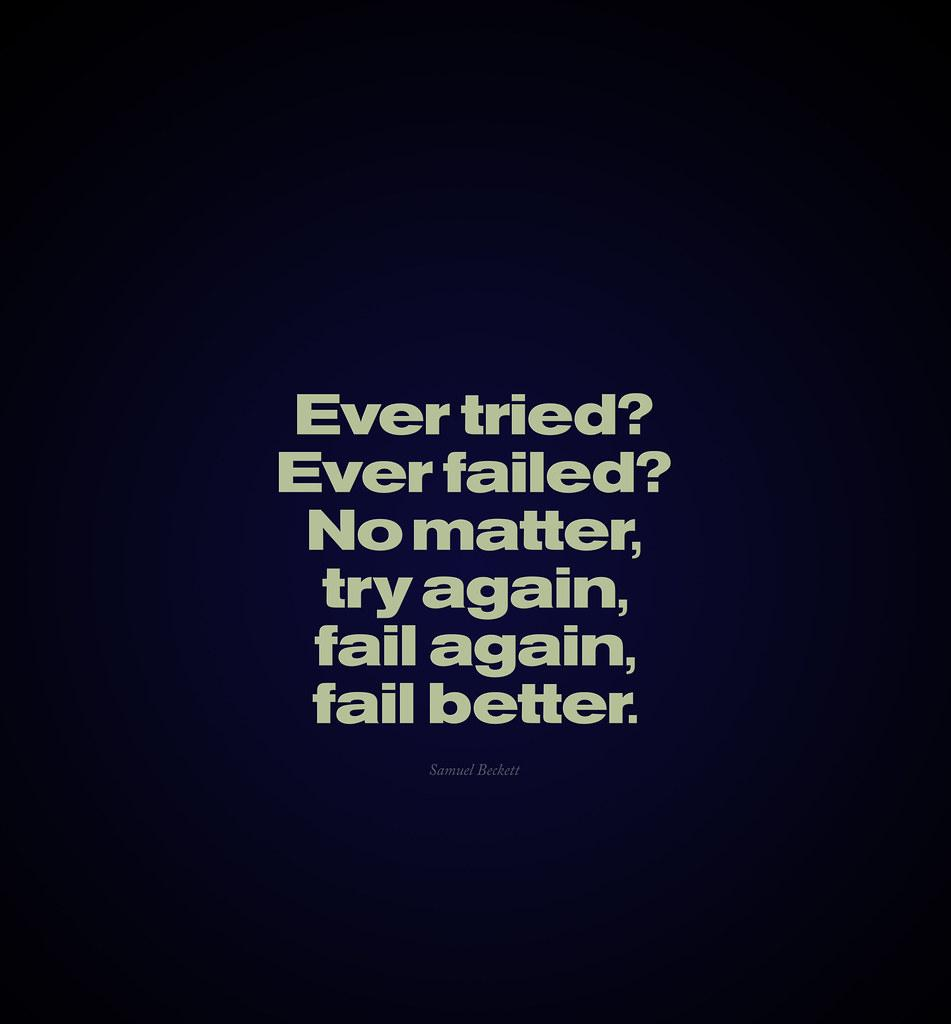 Ever tried?
Ever failed?
No matter,
try again,
fail again,
fail better.
Samuel Beckett